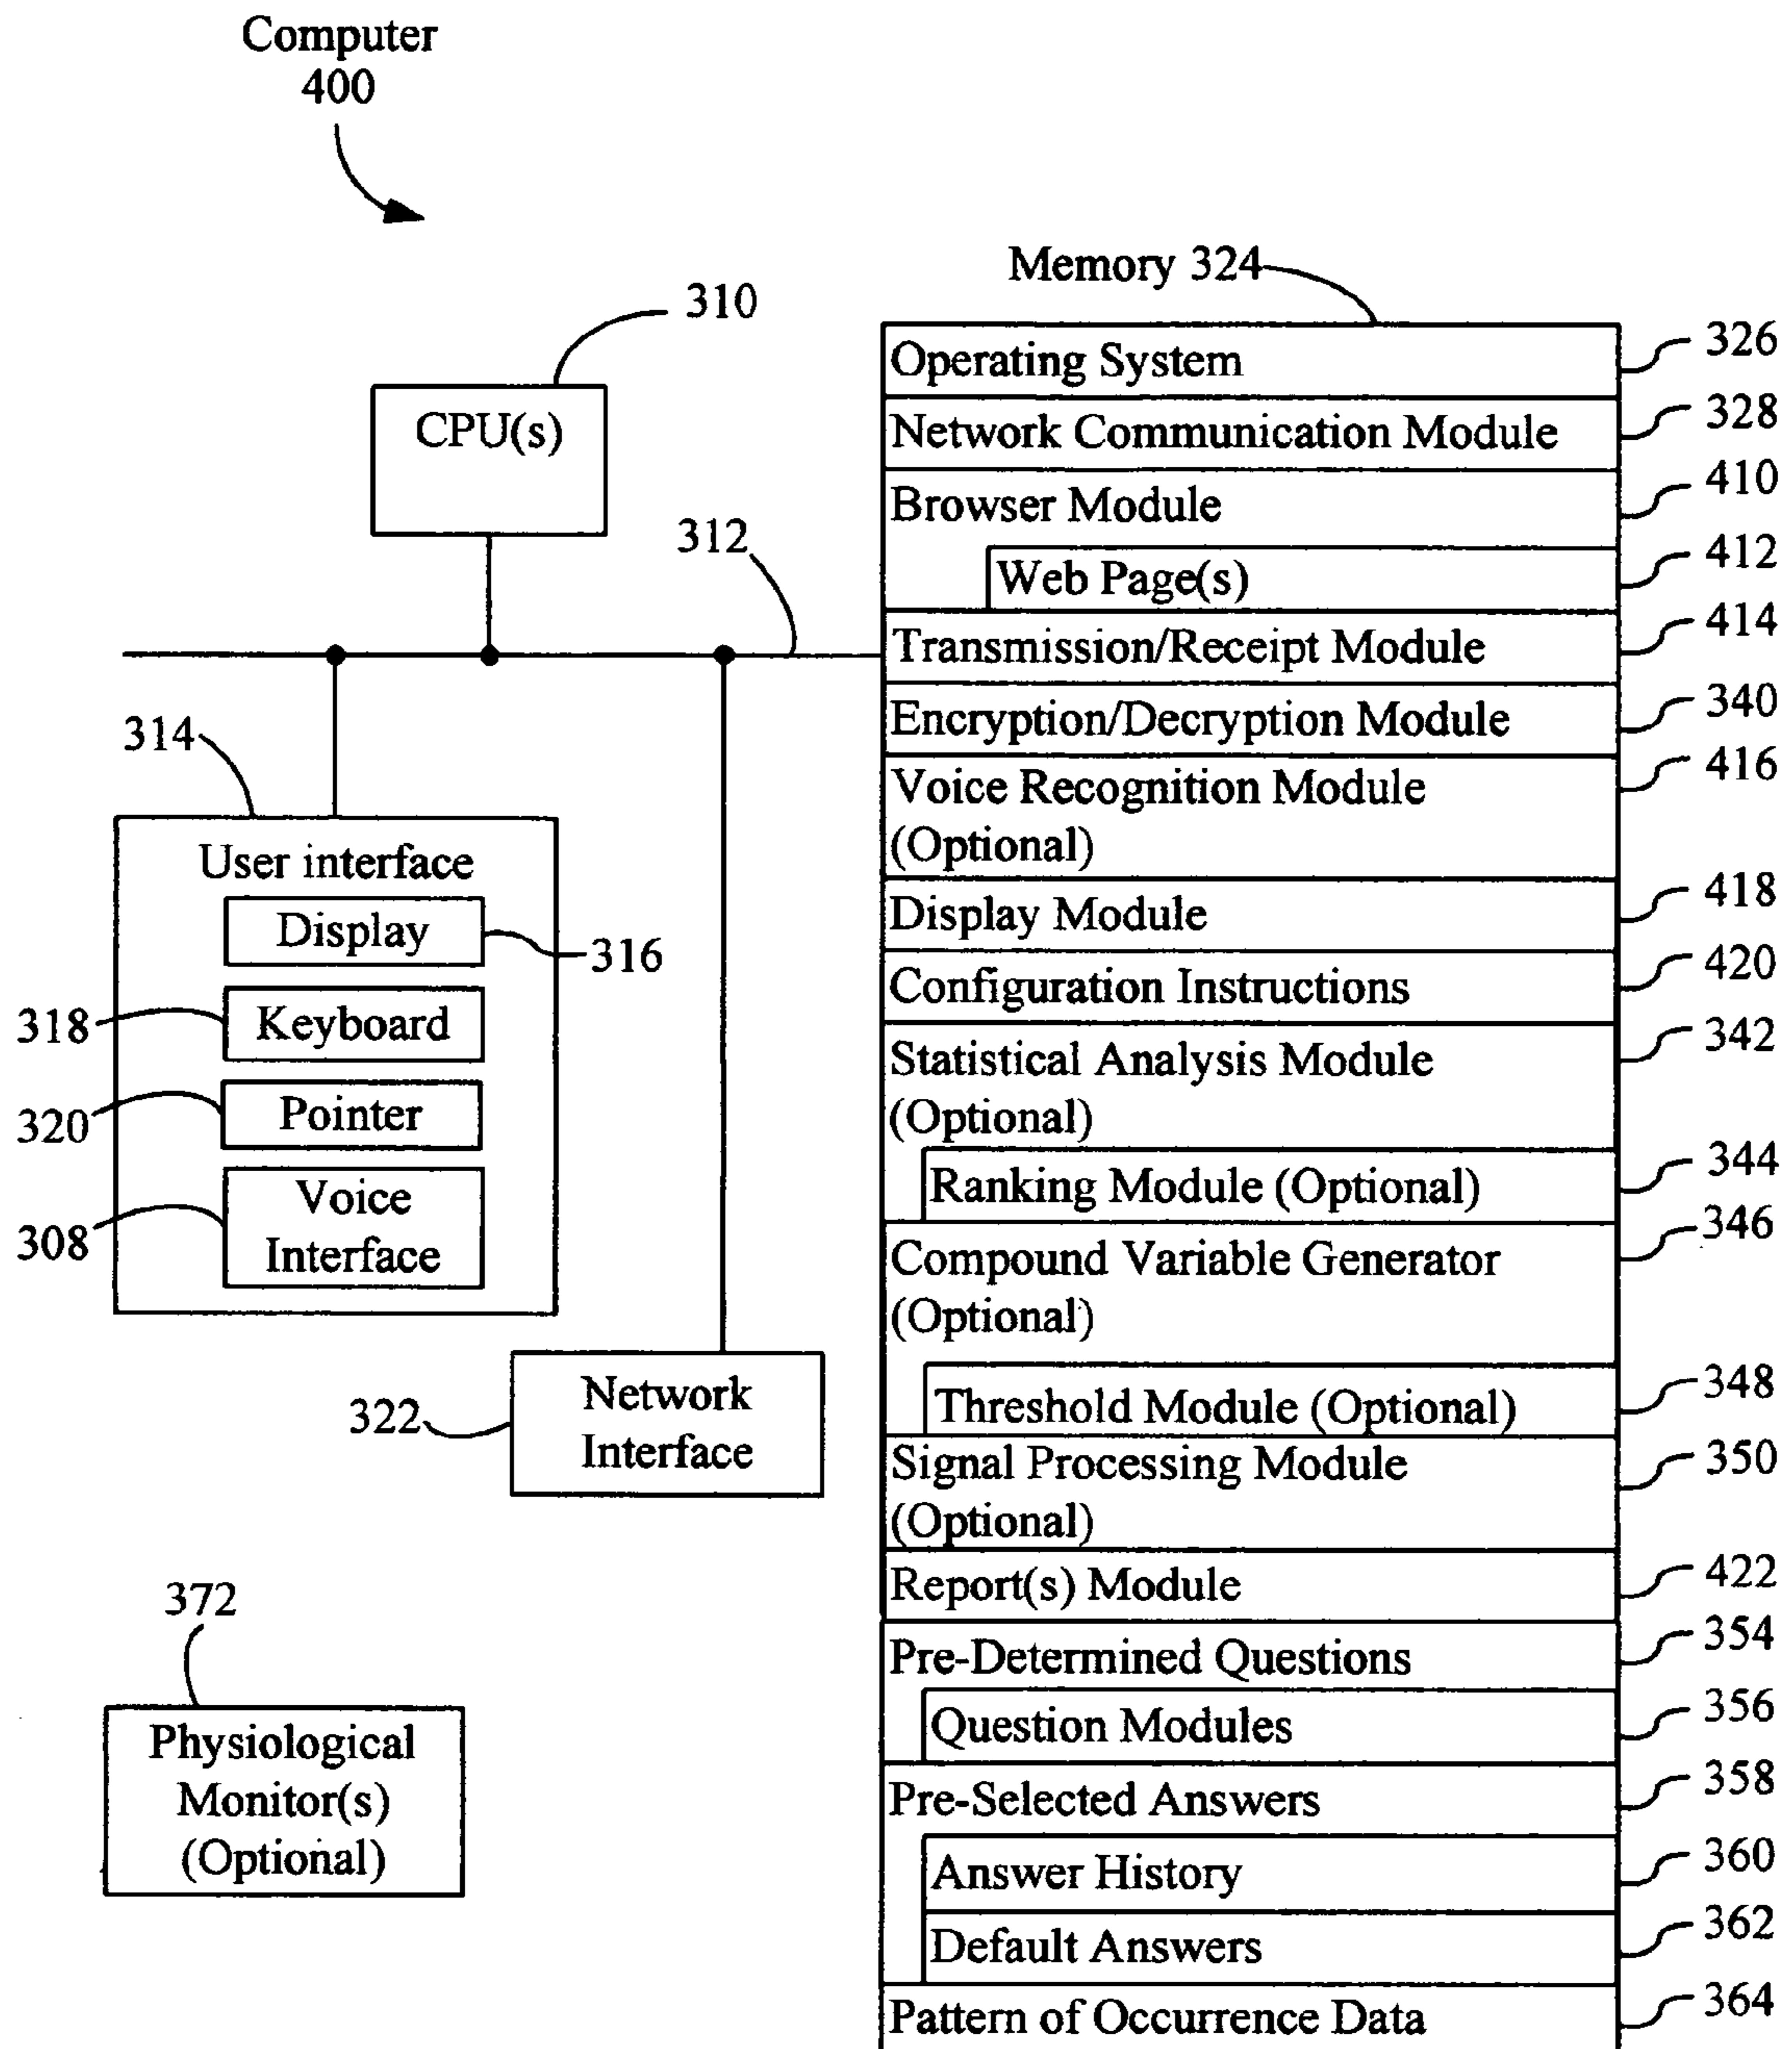 Computer
400
Memory 324
310
CPU(s)
312
314
User interface
Display
316
318
Keyboard
320
Pointer
308
Voice
Interface
322
Network
Interface
372
Physiological
Monitor(s)
(Optional)
Operating System
326
Network Communication Module
328
Browser Module
410
Web Page(s)
412
Transmission/Receipt Module
414
Encryption/Decryption Module
340
Voice Recognition Module
(Optional)
416
Display Module
418
Configuration Instructions
420
Statistical Analysis Module
(Optional)
342
Ranking Module (Optional)
344
Compound Variable Generator
(Optional)
346
Threshold Module (Optional)
348
Signal Processing Module
(Optional)
350
Report(s) Module
422
Pre-Determined Questions
354
Question Modules
356
Pre-Selected Answers
358
Answer History
360
Default Answers
362
Pattern of Occurrence Data
364